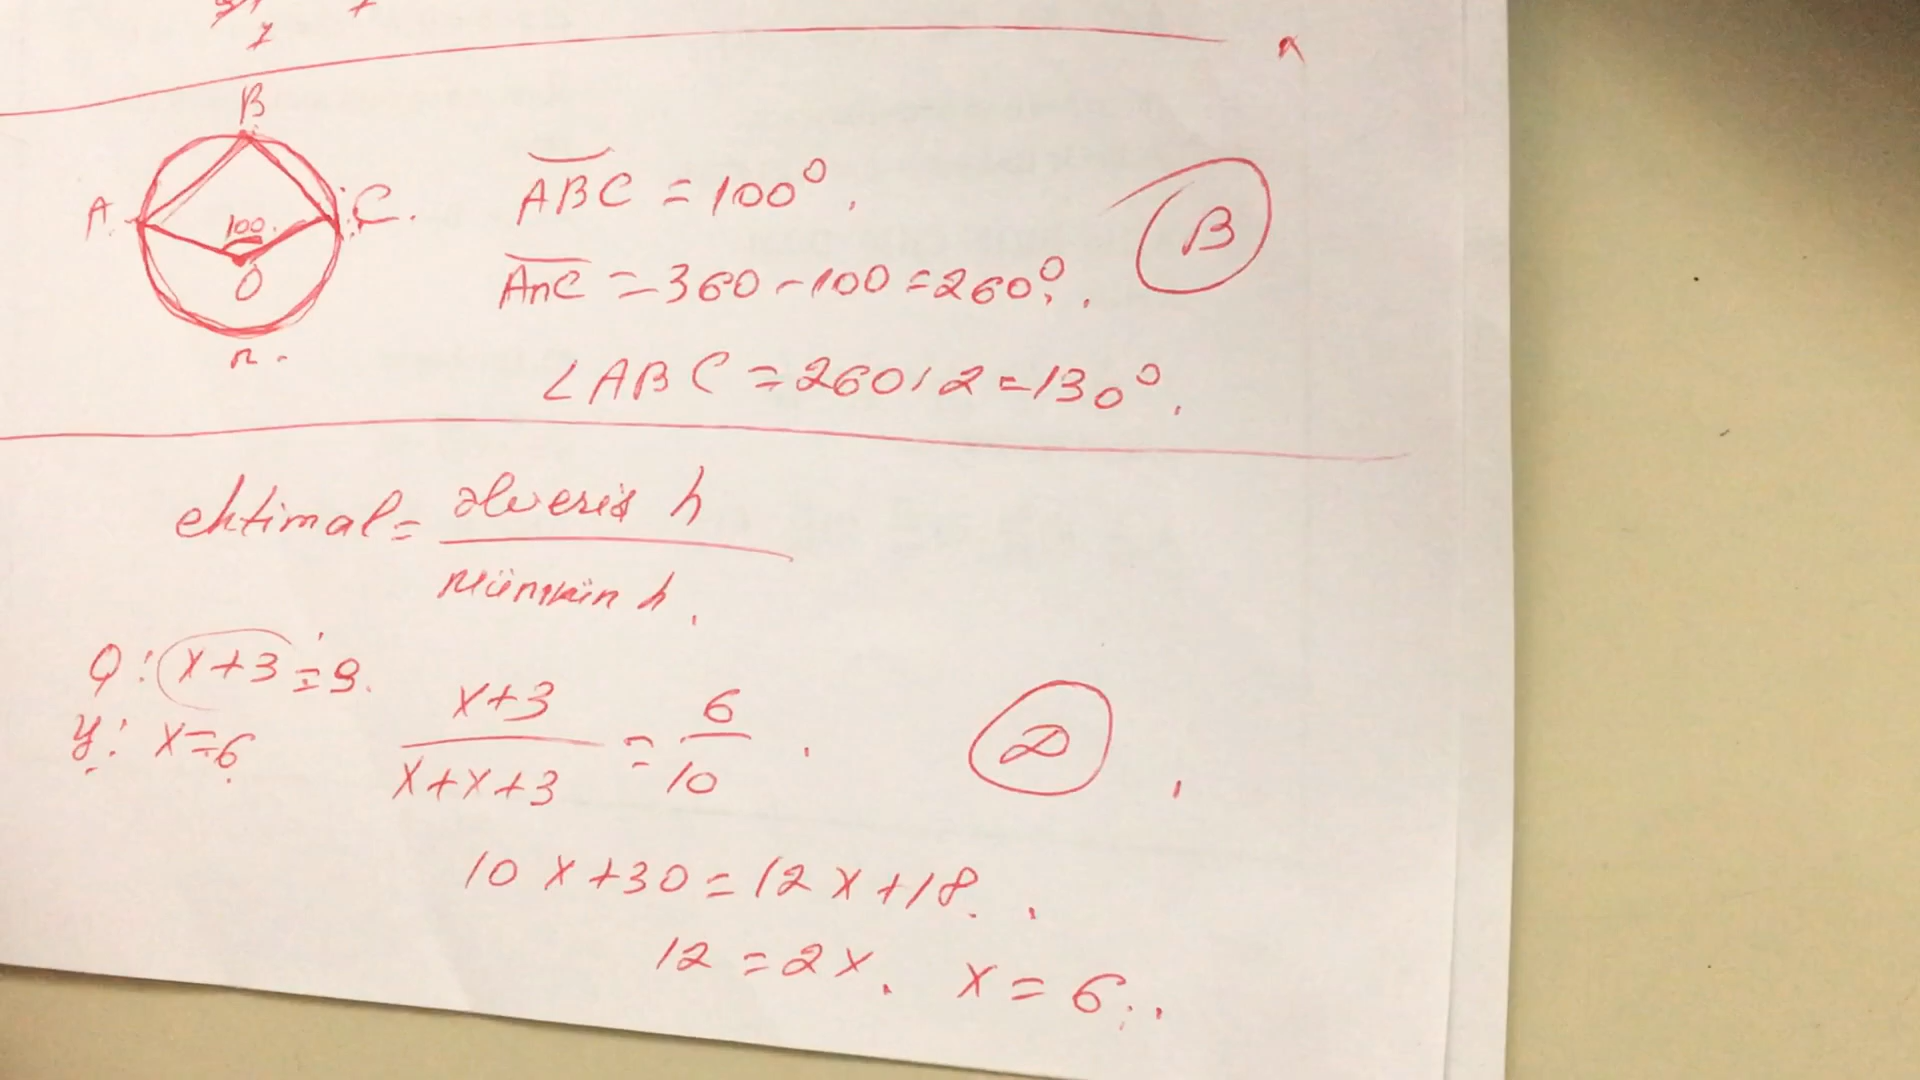 B
A
C.
100
O
n.
ABC = 100°.
AnC = 360 - 100 = 260°.
B
∠ABC = 260 : 2 = 130°.
ehtimal = əlveriş h
Mümkün h.
Q: x+3 = 9.
Y: x = 6
x+3
x+x+3
=
6
10
D
10x + 30 = 12x + 18.
12 = 2x. x = 6.